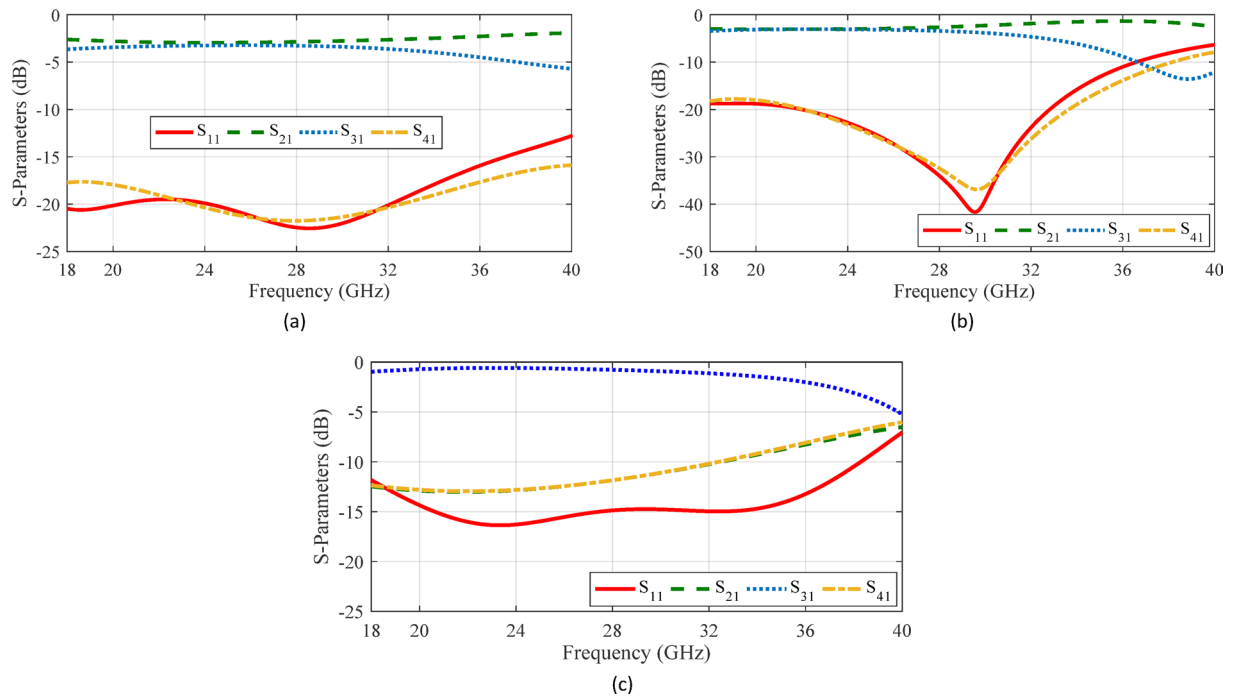 0
-5
-10
-15
-20
-25
S-Parameters (dB)
S11 S21 S31 S41
18 20 24 28 32 36 40
Frequency (GHz)
(a)
0
-10
-20
-30
-40
-50
S-Parameters (dB)
S11 S21 S31 S41
18 20 24 28 32 36 40
Frequency (GHz)
(b)
0
-5
-10
-15
-20
-25
S-Parameters (dB)
S11 S21 S31 S41
18 20 24 28 32 36 40
Frequency (GHz)
(c)